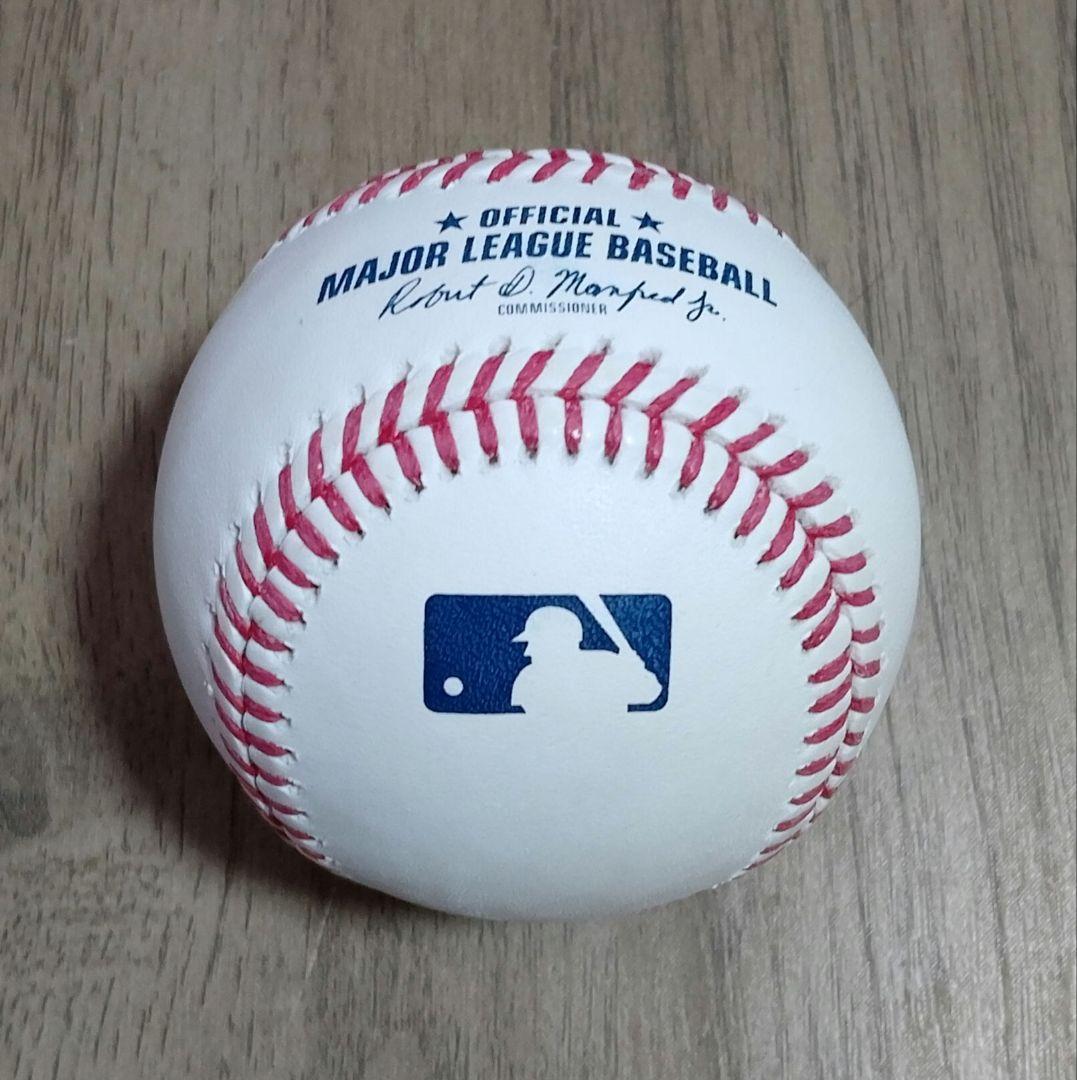 ★ OFFICIAL ★
MAJOR LEAGUE BASEBALL
Robert D. Manfred Jr.
COMMISSIONER